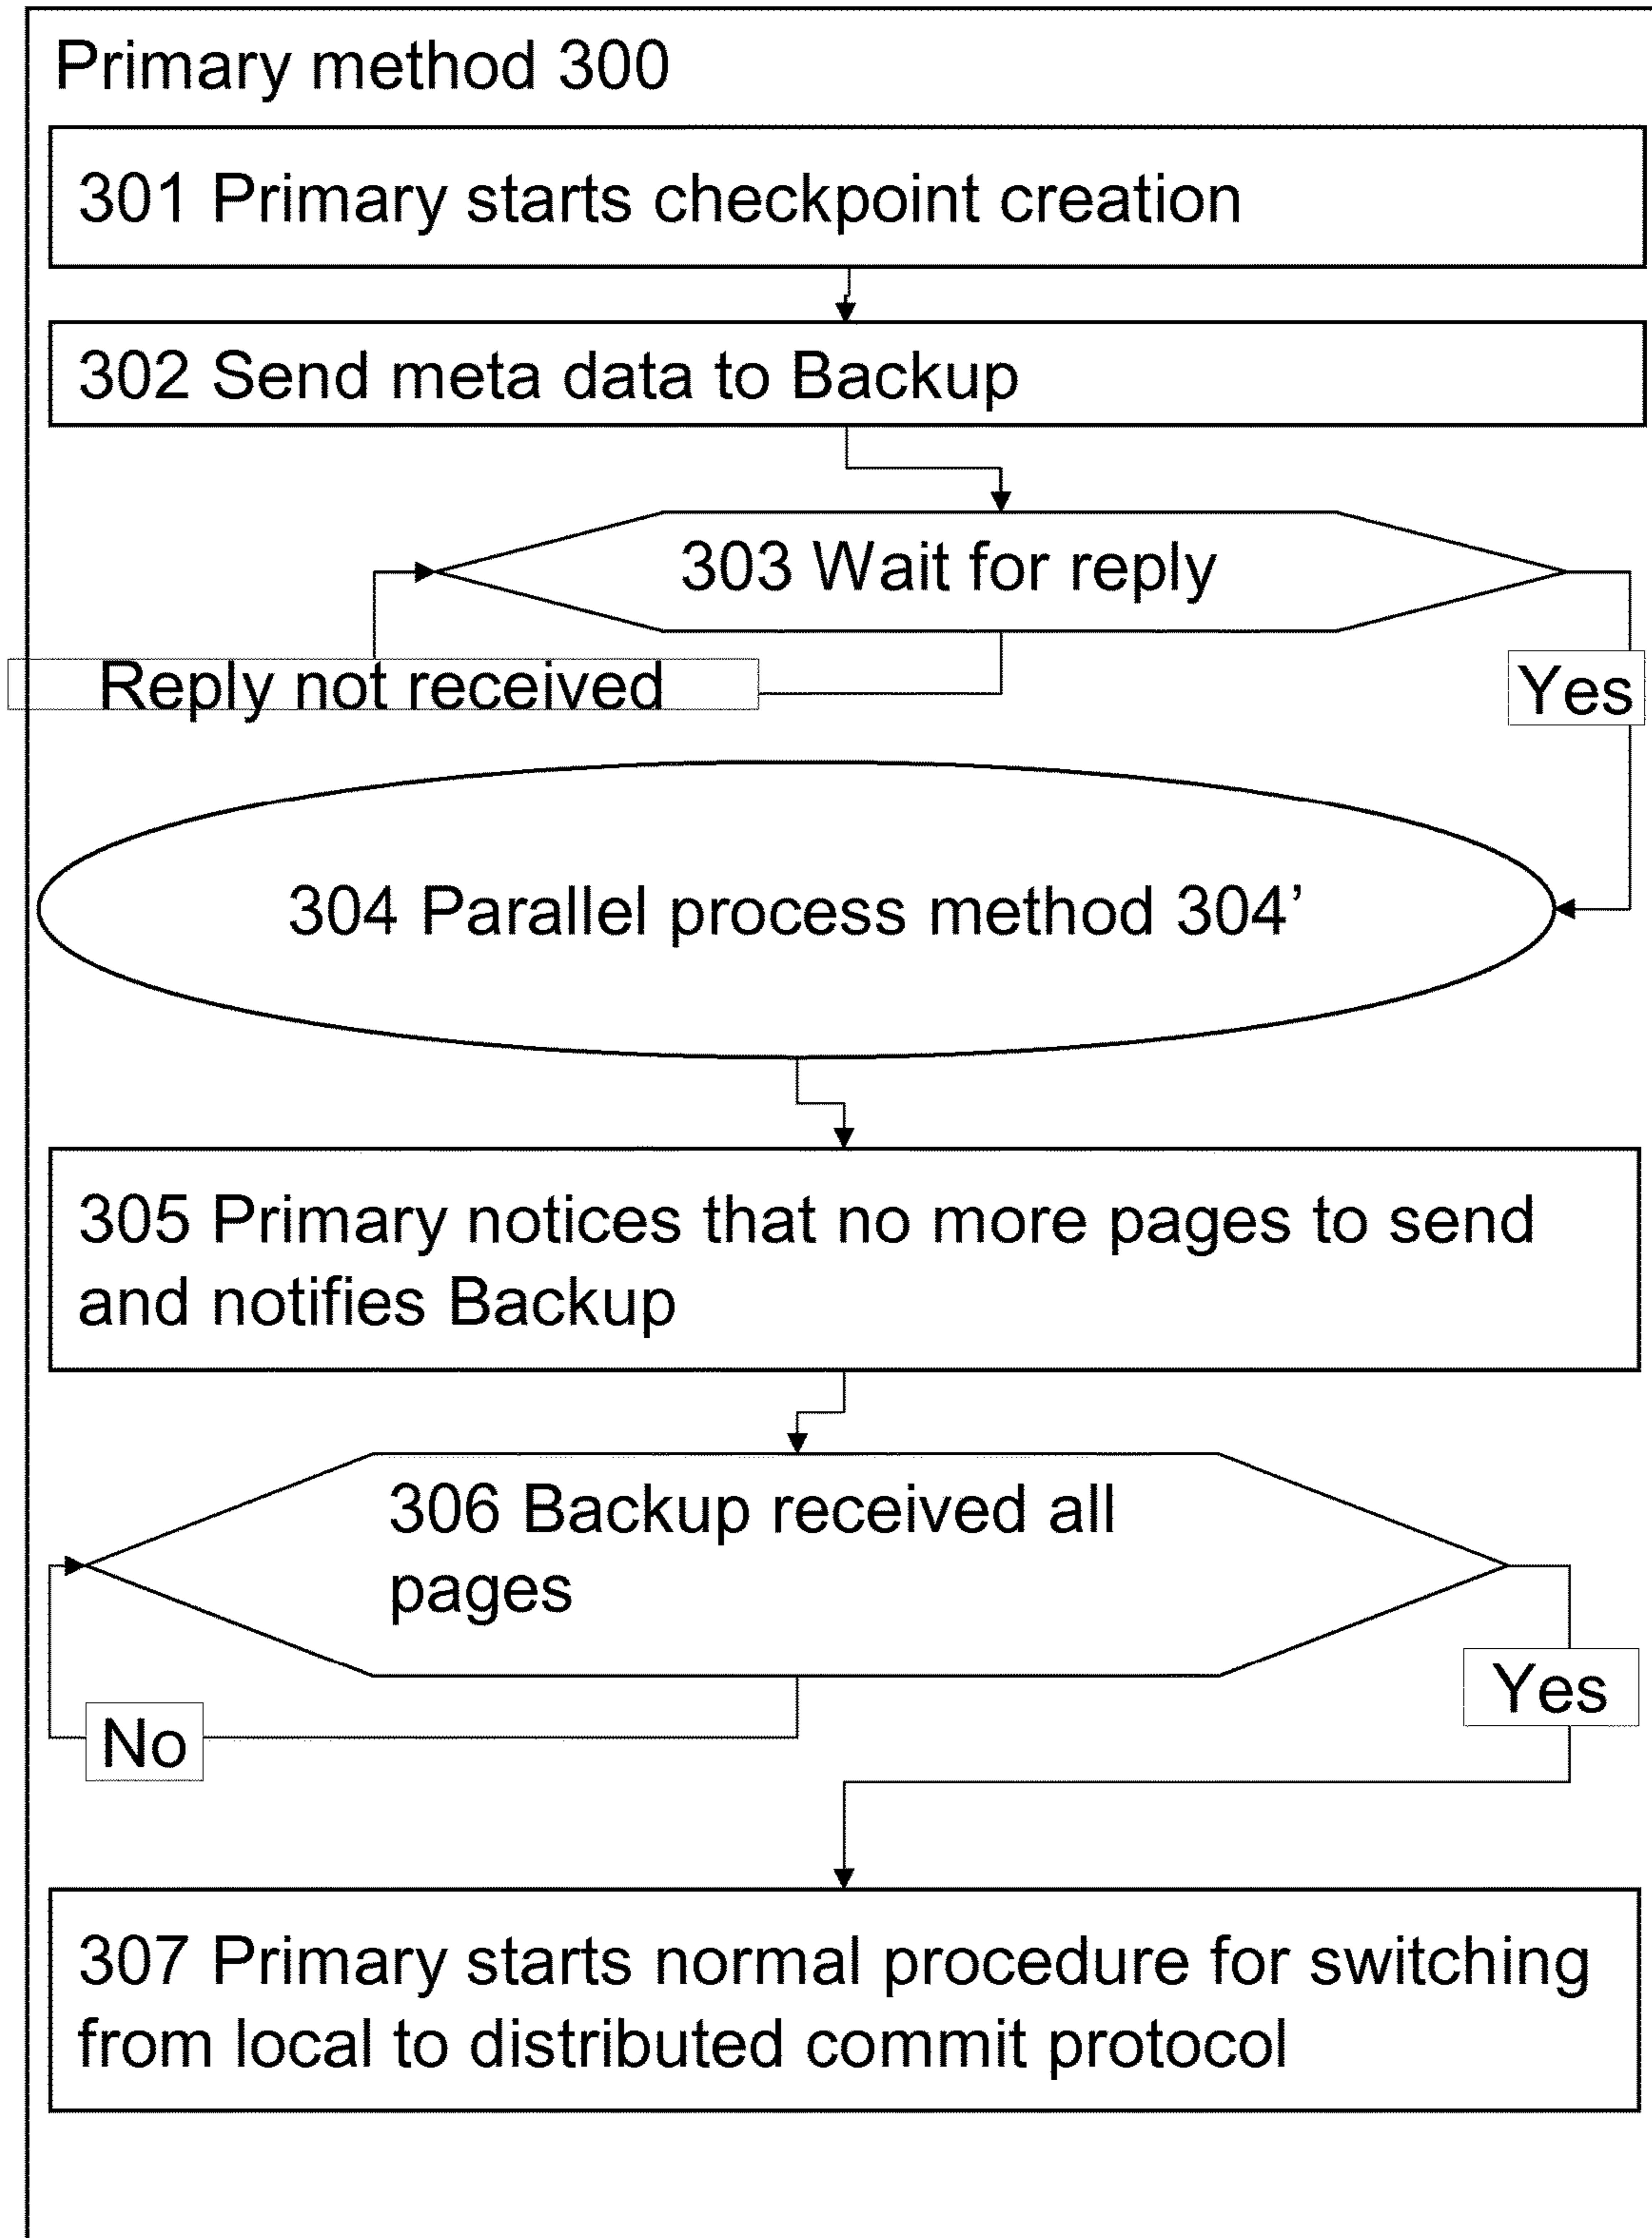 Primary method 300
301 Primary starts checkpoint creation
302 Send meta data to Backup
303 Wait for reply
Reply not received
Yes
304 Parallel process method 304’
305 Primary notices that no more pages to send
and notifies Backup
306 Backup received all
pages
Yes
No
307 Primary starts normal procedure for switching
from local to distributed commit protocol